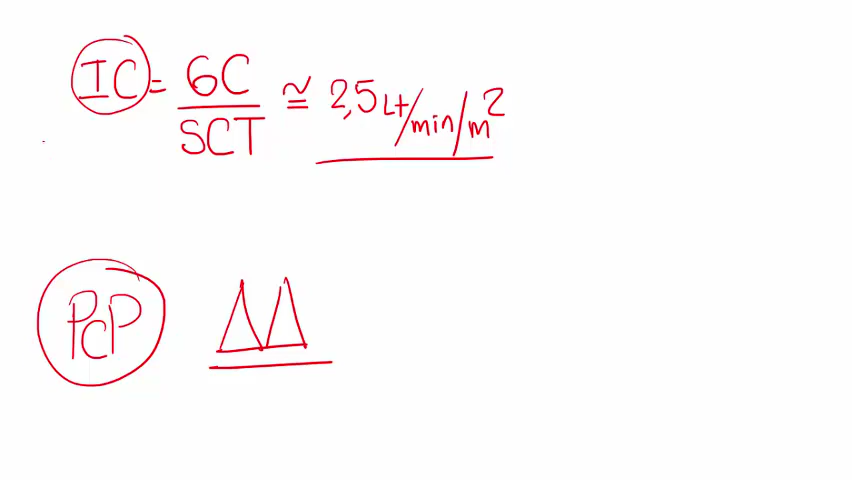 IC = GC / SCT ≅ 2,5 Lt/min/m²
PCP